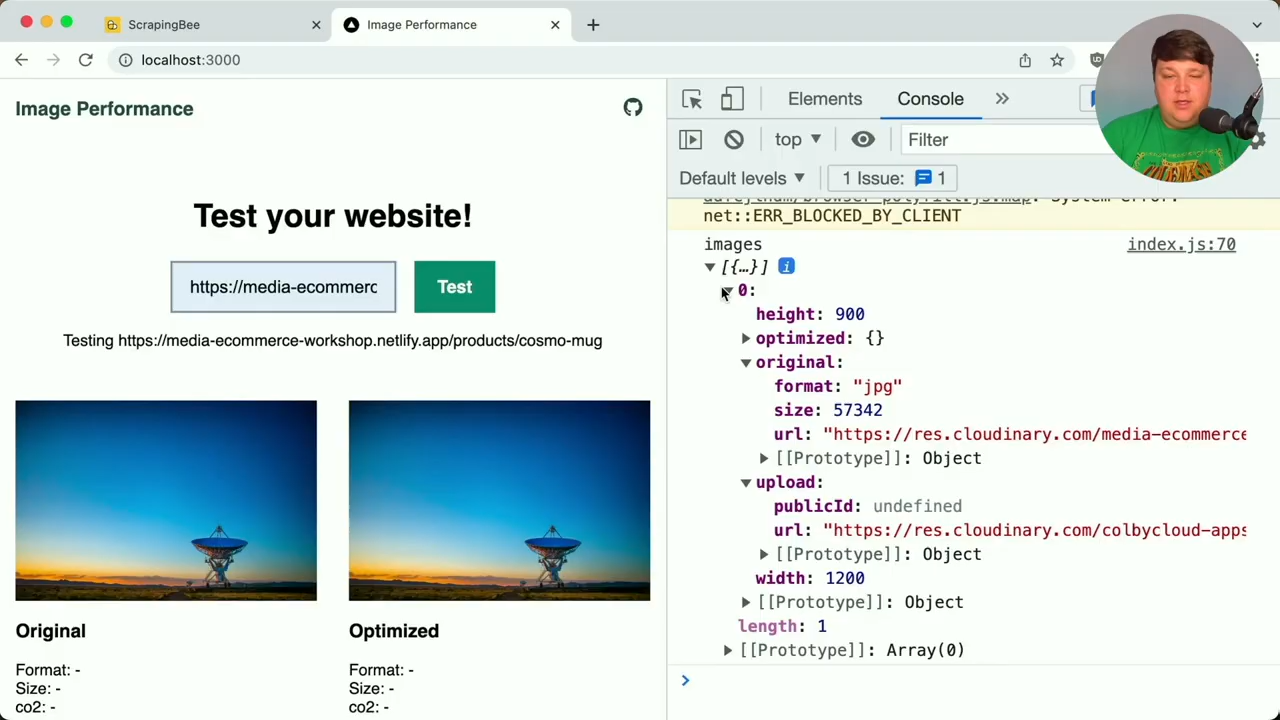 ScrapingBee
Image Performance
localhost:3000
Image Performance
Test your website!
https://media-ecommerc
Test
Testing https://media-ecommerce-workshop.netlify.app/products/cosmo-mug
Original
Format: -
Size: -
co2: -
Optimized
Format: -
Size: -
co2: -
Elements
Console
top
Filter
Default levels
1 Issue: 1
net::ERR_BLOCKED_BY_CLIENT
images index.js:70
[{…}]
0:
height: 900
optimized: {}
original:
format: "jpg"
size: 57342
url: "https://res.cloudinary.com/media-ecommerce
[[Prototype]]: Object
upload:
publicId: undefined
url: "https://res.cloudinary.com/colbycloud-apps
[[Prototype]]: Object
width: 1200
[[Prototype]]: Object
length: 1
[[Prototype]]: Array(0)